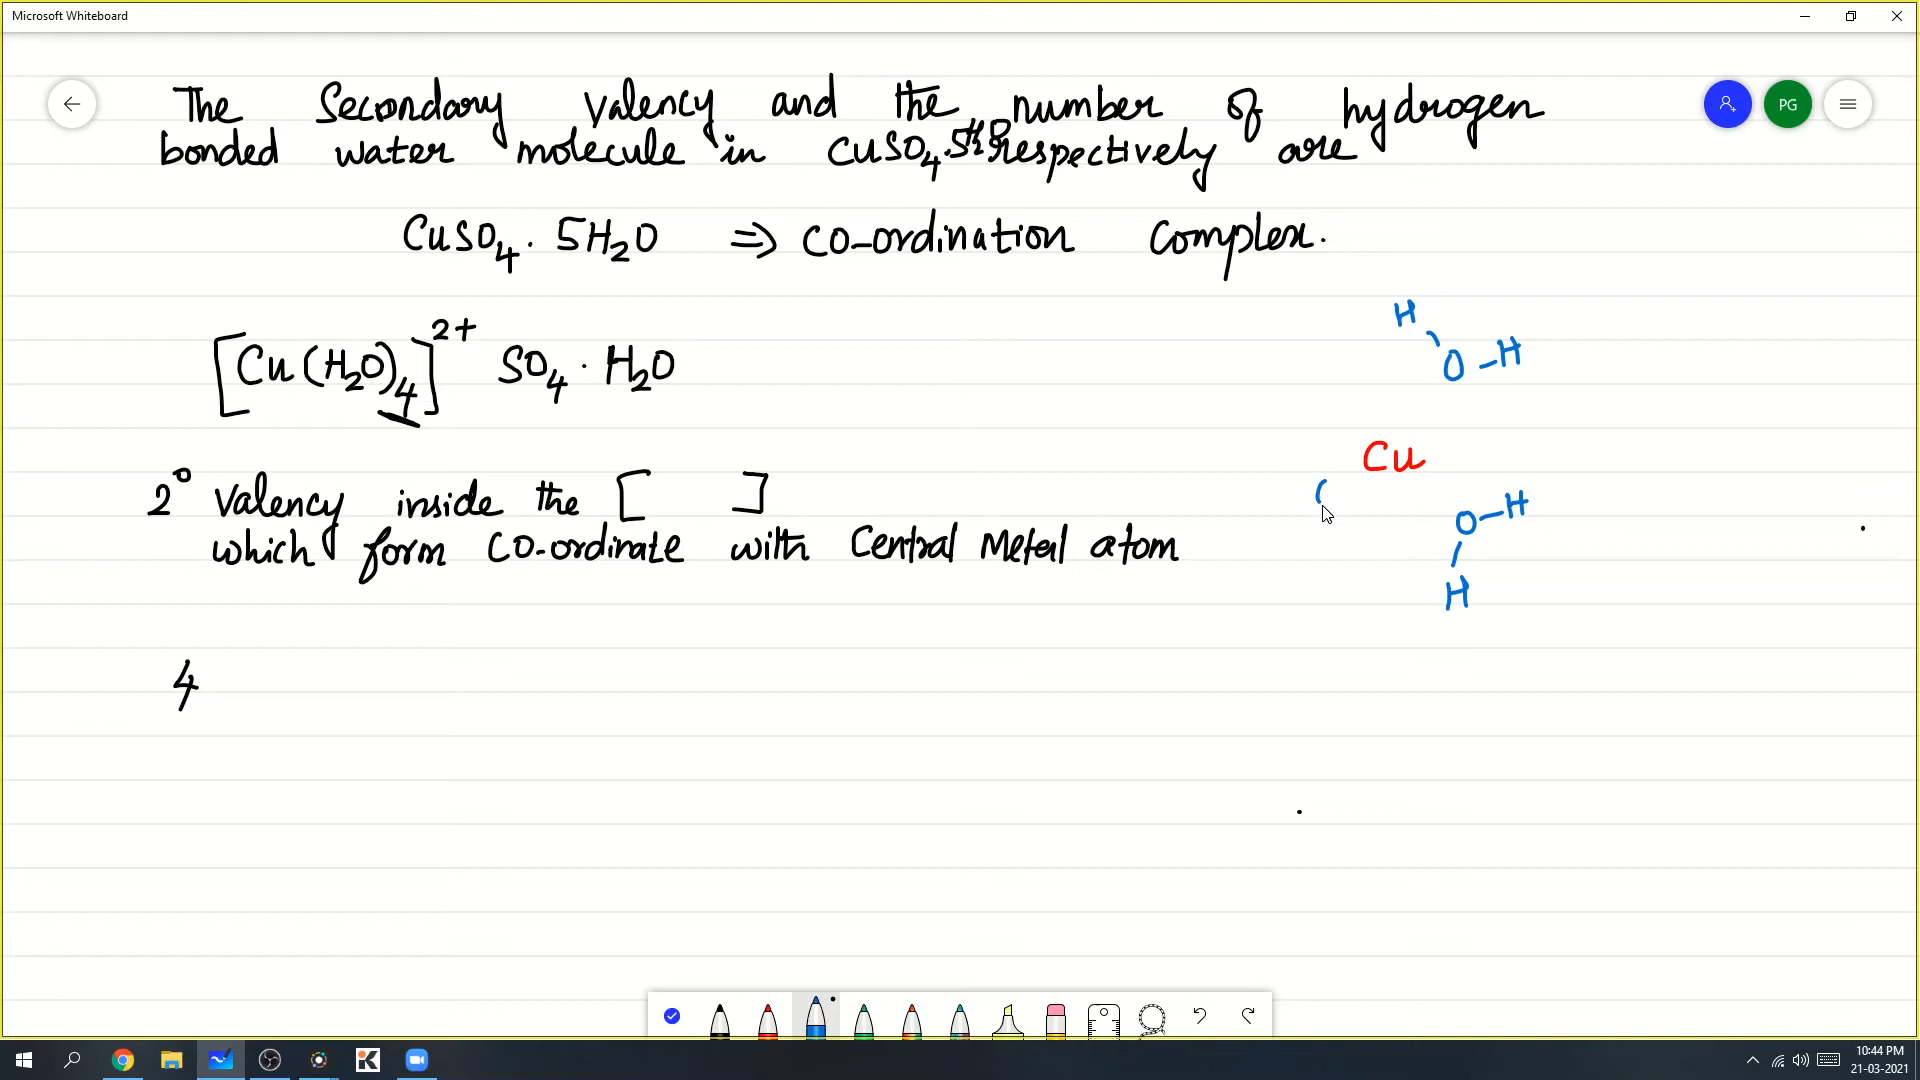 Microsoft Whiteboard
PG
The Secondary Valency and the number of hydrogen
bonded water molecule in CuSO4.5H2O respectively are
CuSO4. 5H2O ⇒ CO-ordination Complex.
[Cu(H2O)4]2+ SO4 . H2O
2° Valency inside the [ ]
which form CO-ordinate with Central Metal atom
4
H
O-H
Cu
O-H
H
10:44 PM
21-03-2021